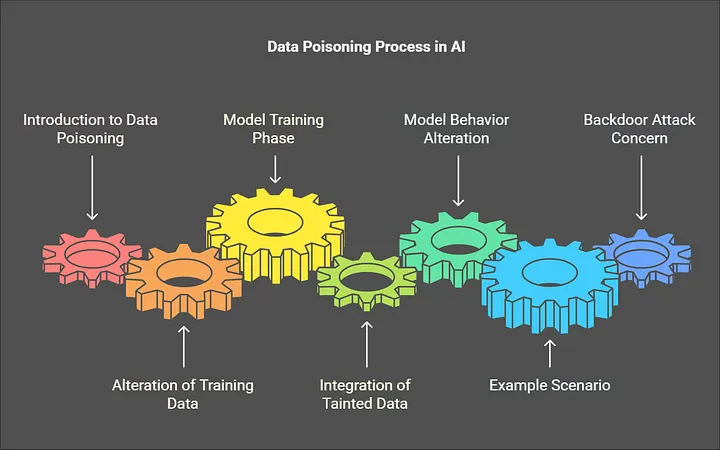 Data Poisoning Process in AI
Introduction to Data
Poisoning
Model Training
Phase
Model Behavior
Alteration
Backdoor Attack
Concern
Alteration of Training
Data
Integration of
Tainted Data
Example Scenario